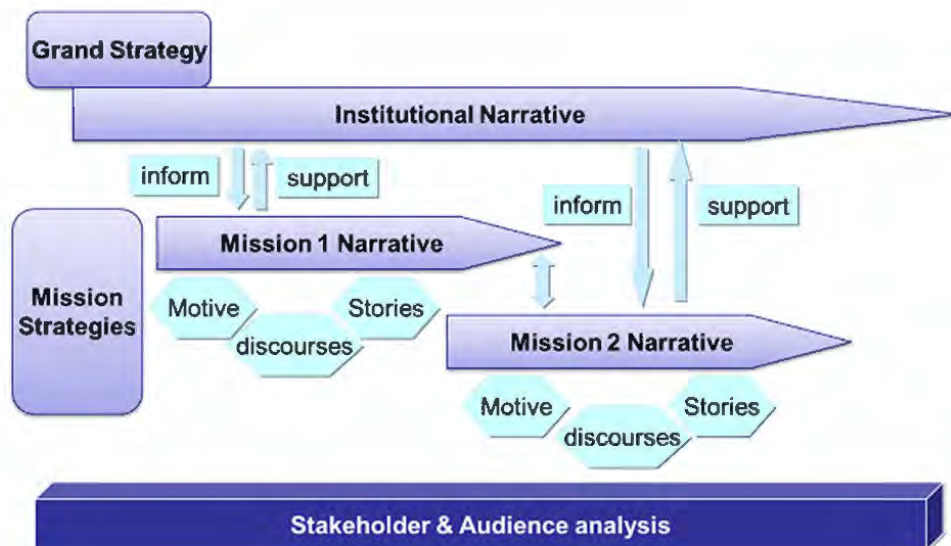 Grand Strategy
Institutional Narrative
inform
support
inform
support
Mission 1 Narrative
Mission
Strategies
Motive
Stories
discourses
Mission 2 Narrative
Motive
Stories
discourses
Stakeholder & Audience analysis